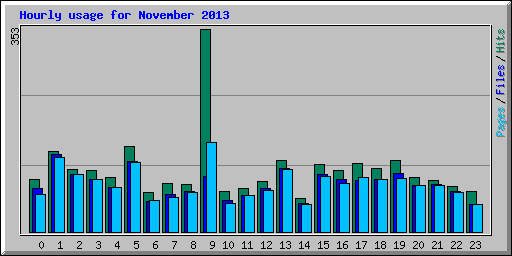 Hourly usage for November 2013
353
Pages / Files / Hits
0 1 2 3 4 5 6 7 8 9 10 11 12 13 14 15 16 17 18 19 20 21 22 23